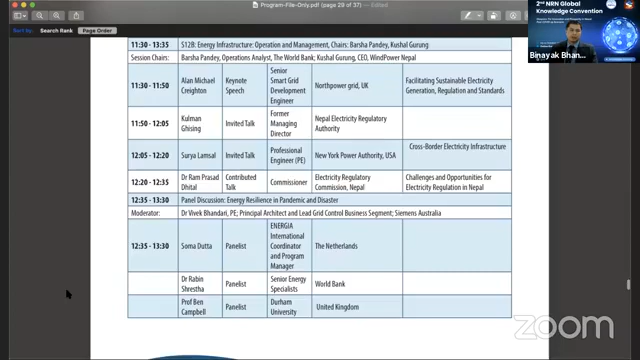 Program-File-Only.pdf (page 29 of 37) — Edited
Sort by: Search Rank Page Order
2nd NRN Global
Knowledge Convention
Binayak Bhan...
11:30 - 13:35 S12B: Energy Infrastructure: Operation and Management, Chairs: Barsha Pandey, Kushal Gurung
Session Chairs: Barsha Pandey, Operations Analyst, The World Bank; Kushal Gurung, CEO, WindPower Nepal
11:30 - 11:50 Alan Michael Creighton Keynote Speech Senior Smart Grid Development Engineer Northpower grid, UK Facilitating Sustainable Electricity Generation, Regulation and Standards
11:50 - 12:05 Kulman Ghising Invited Talk Former Managing Director Nepal Electricity Regulatory Authority
12:05 - 12:20 Surya Lamsal Invited Talk Professional Engineer (PE) New York Power Authority, USA Cross-Border Electricity Infrastructure
12:20 - 12:35 Dr Ram Prasad Dhital Contributed Talk Commissioner Electricity Regulatory Commission, Nepal Challenges and Opportunities for Electricity Regulation in Nepal
12:35 - 13:30 Panel Discussion: Energy Resilience in Pandemic and Disaster
Moderator: Dr Vivek Bhandari, PE; Principal Architect and Lead Grid Control Business Segment; Siemens Australia
12:35 - 13:30 Soma Dutta Panelist ENERGIA International Coordinator and Program Manager The Netherlands
Dr Rabin Shrestha Panelist Senior Energy Specialists World Bank
Prof Ben Campbell Panelist Durham University United Kingdom
zoom